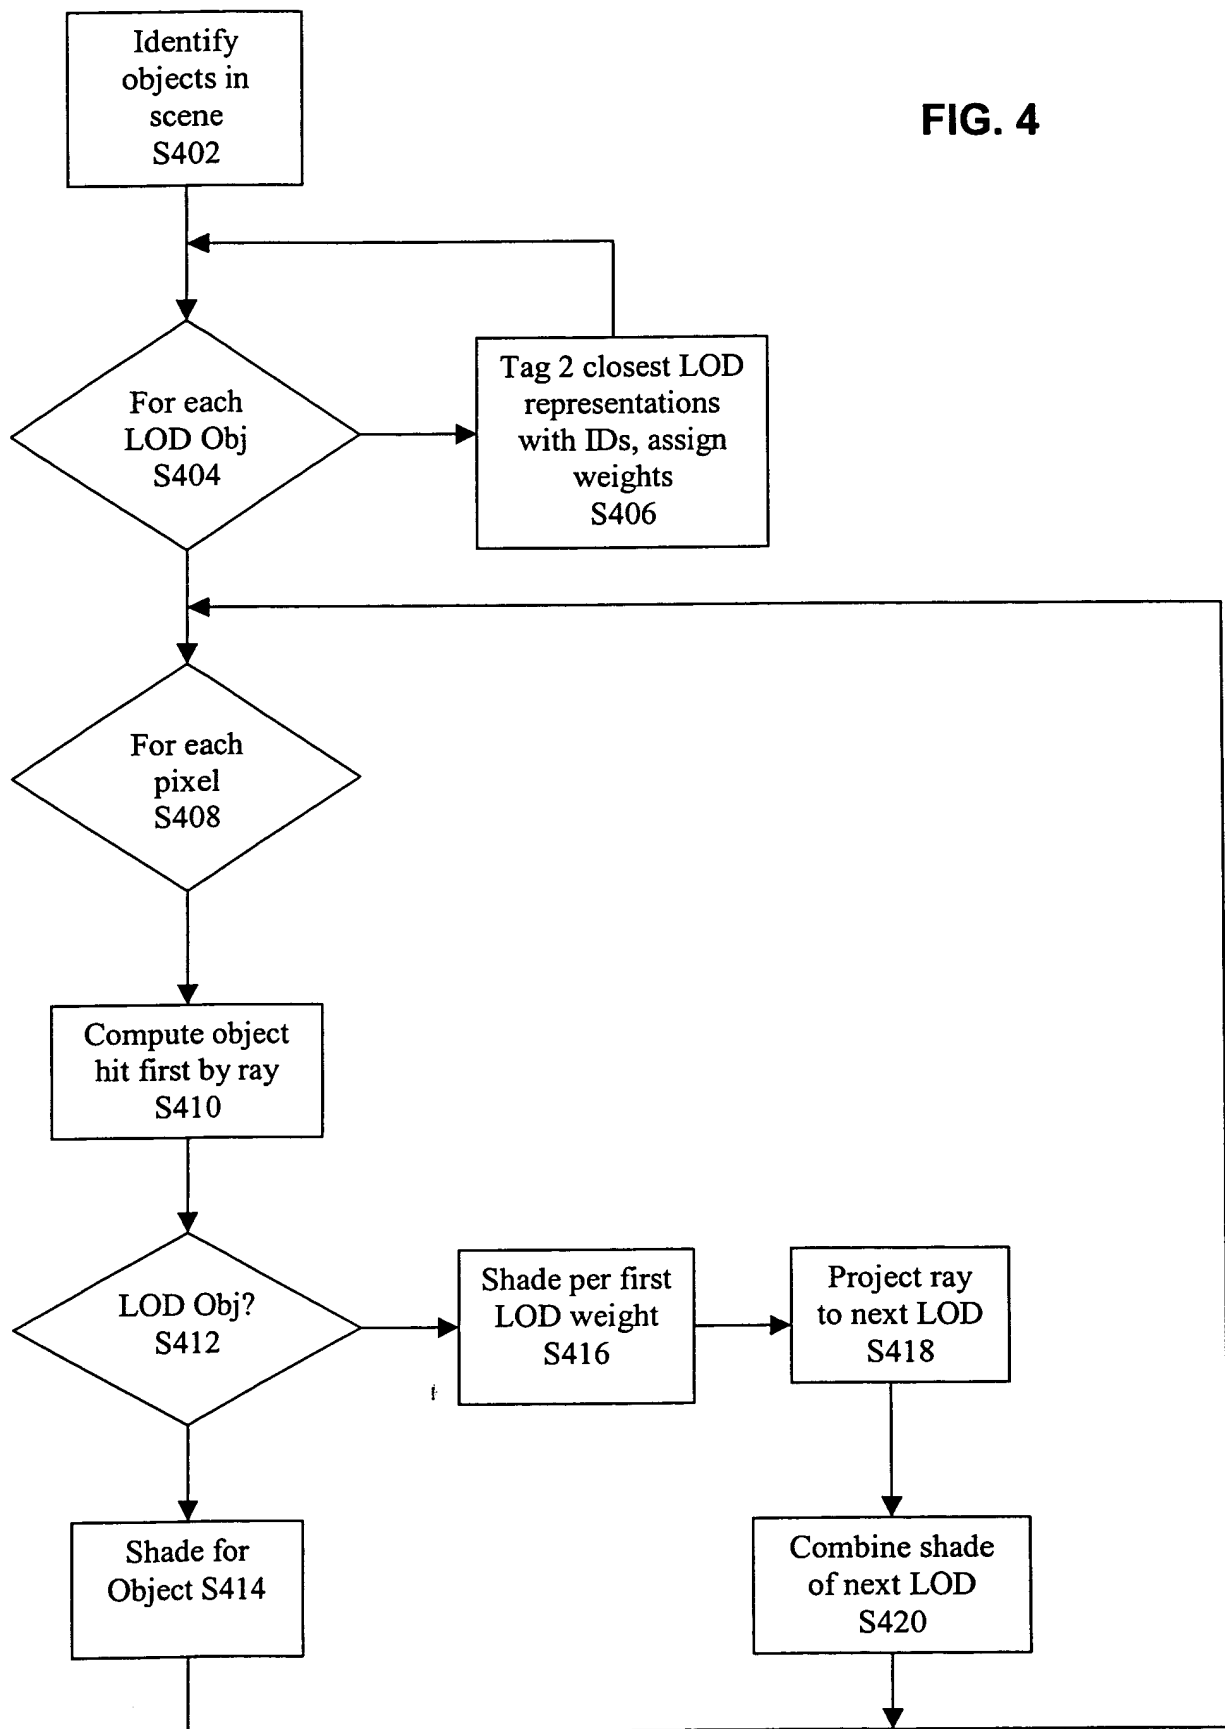 Identify
objects in
scene
S402
FIG. 4
For each
LOD Obj
S404
Tag 2 closest LOD
representations
with IDs, assign
weights
S406
For each
pixel
S408
Compute object
hit first by ray
S410
LOD Obj?
S412
Shade per first
LOD weight
S416
Project ray
to next LOD
S418
Shade for
Object S414
Combine shade
of next LOD
S420